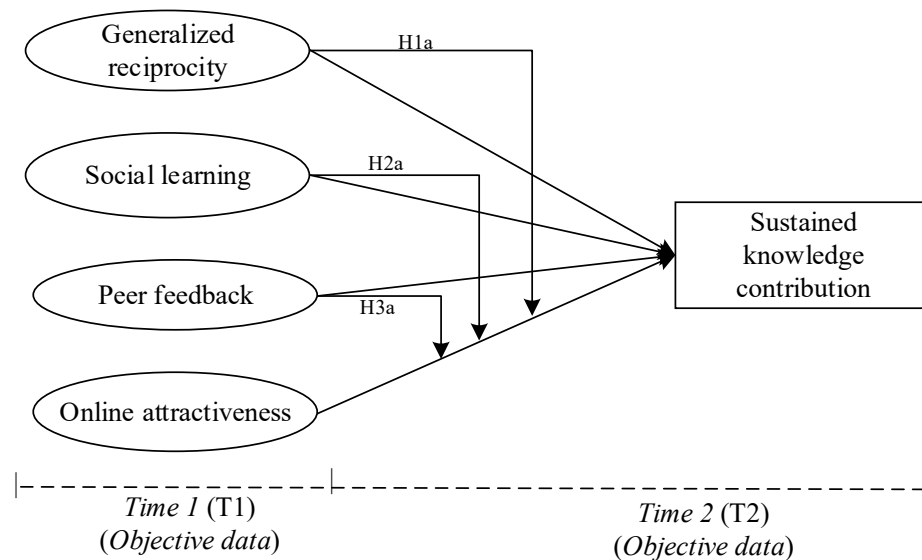 Generalized
reciprocity
H1a
Social learning
H2a
Sustained
knowledge
contribution
Peer feedback
H3a
Online attractiveness
Time 1 (T1)
(Objective data)
Time 2 (T2)
(Objective data)